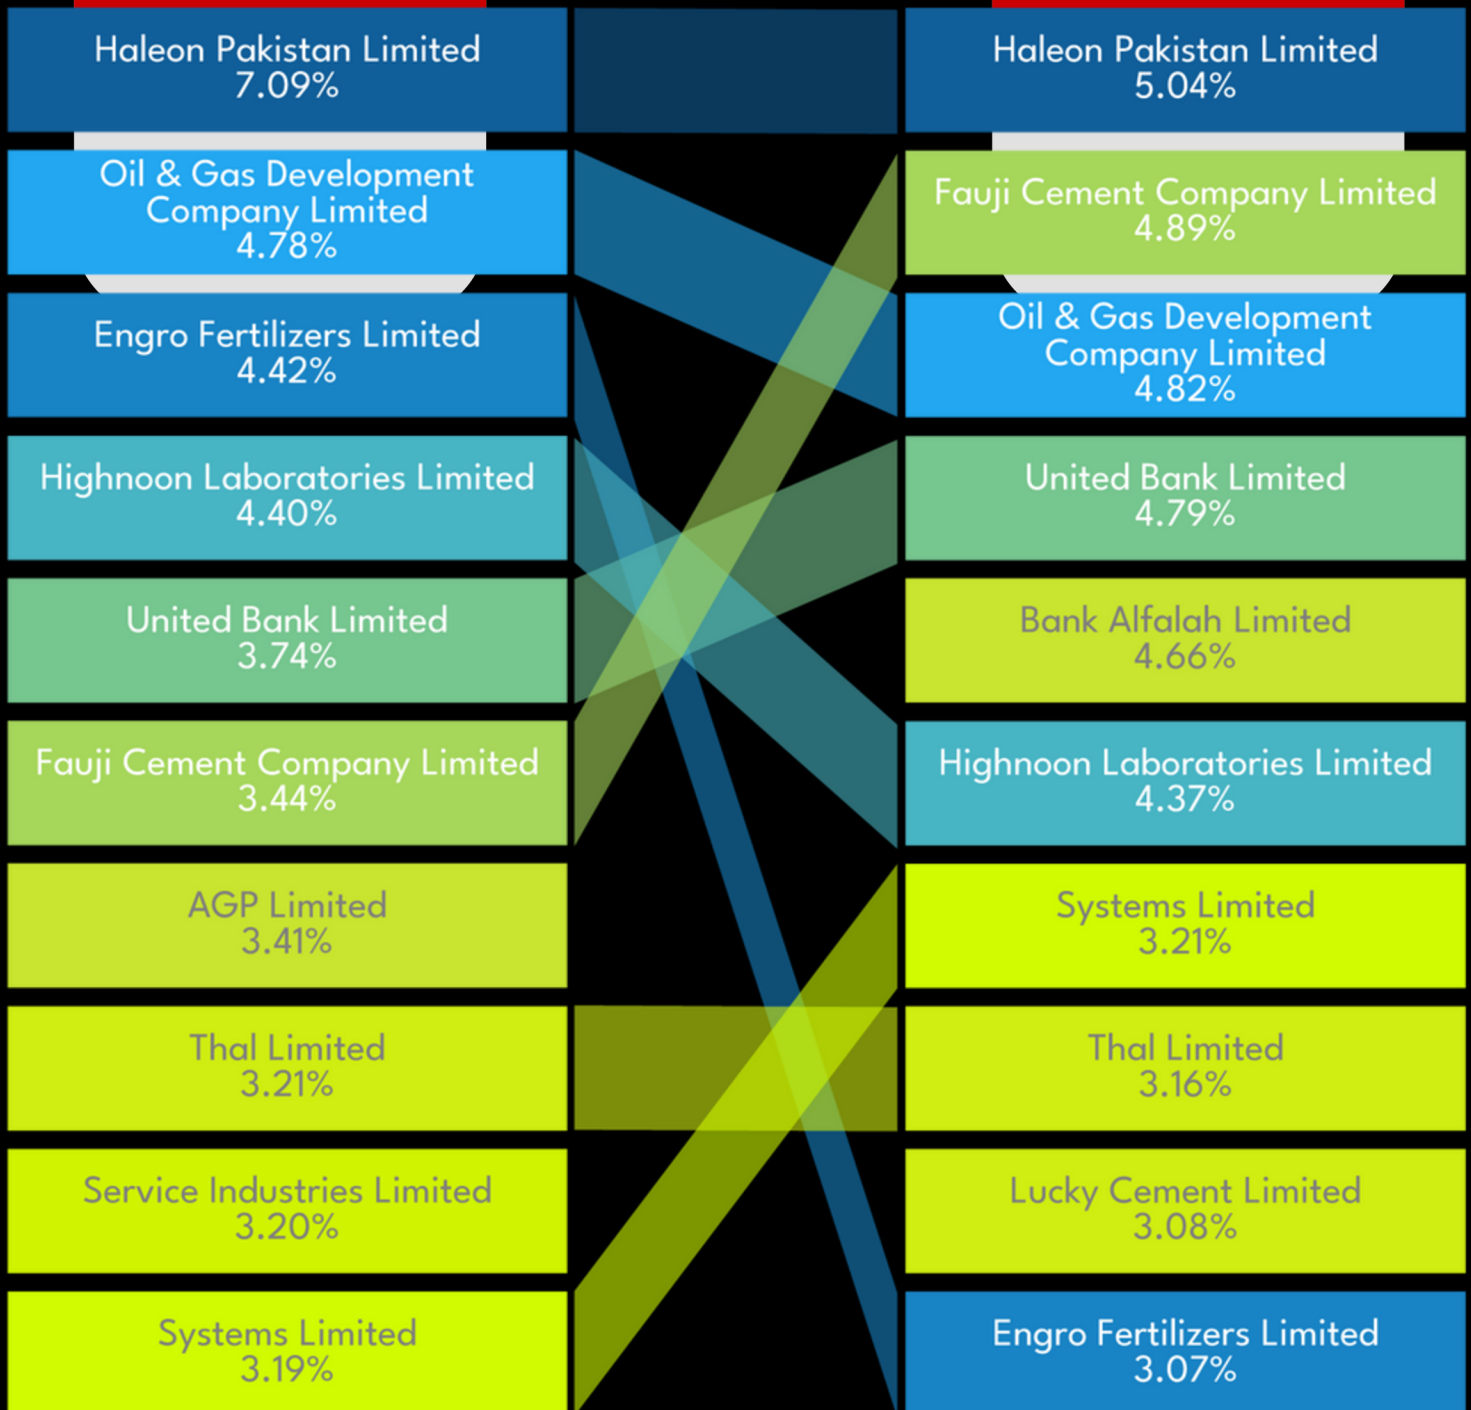 Haleon Pakistan Limited
7.09%
Oil & Gas Development
Company Limited
4.78%
Engro Fertilizers Limited
4.42%
Highnoon Laboratories Limited
4.40%
United Bank Limited
3.74%
Fauji Cement Company Limited
3.44%
AGP Limited
3.41%
Thal Limited
3.21%
Service Industries Limited
3.20%
Systems Limited
3.19%
Haleon Pakistan Limited
5.04%
Fauji Cement Company Limited
4.89%
Oil & Gas Development
Company Limited
4.82%
United Bank Limited
4.79%
Bank Alfalah Limited
4.66%
Highnoon Laboratories Limited
4.37%
Systems Limited
3.21%
Thal Limited
3.16%
Lucky Cement Limited
3.08%
Engro Fertilizers Limited
3.07%